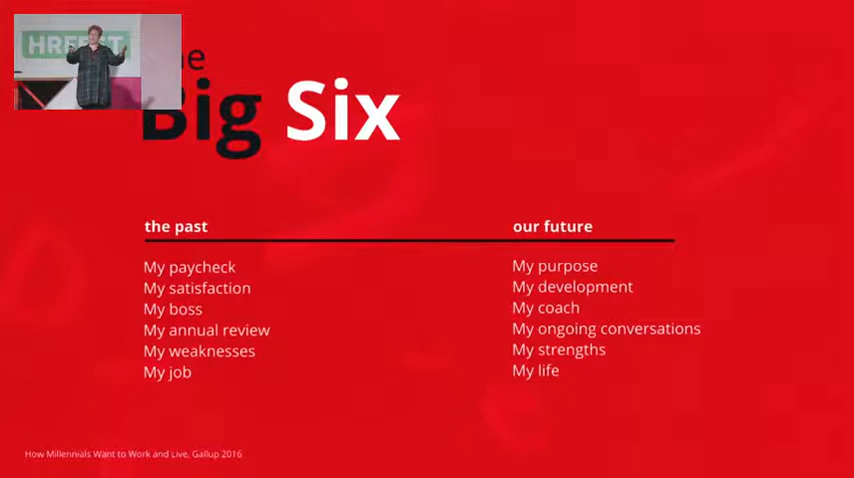 HRFEST
The
Big Six
the past
our future
My paycheck
My purpose
My satisfaction
My development
My boss
My coach
My annual review
My ongoing conversations
My weaknesses
My strengths
My job
My life
How Millennials Want to Work and Live, Gallup 2016